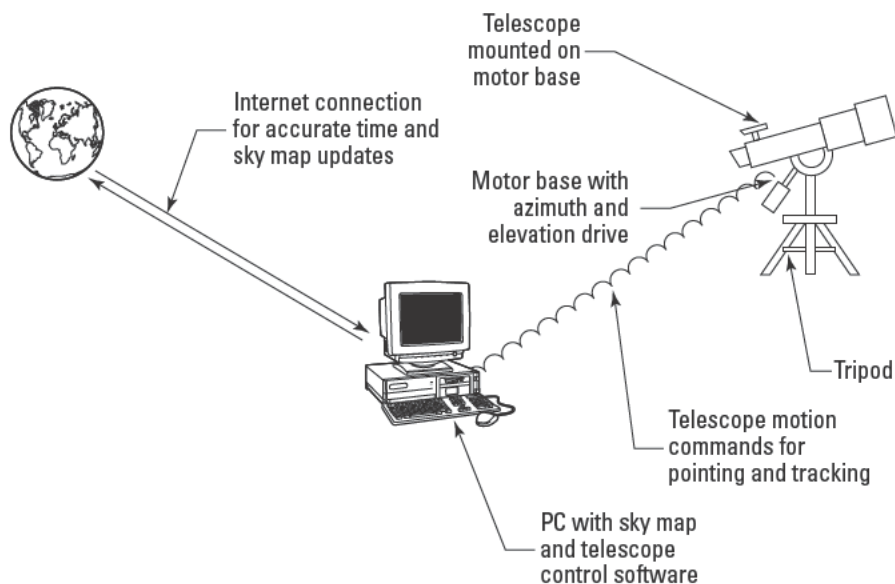 Telescope
mounted on
motor base
Internet connection
for accurate time and
sky map updates
Motor base with
azimuth and
elevation drive
Tripod
Telescope motion
commands for
pointing and tracking
PC with sky map
and telescope
control software